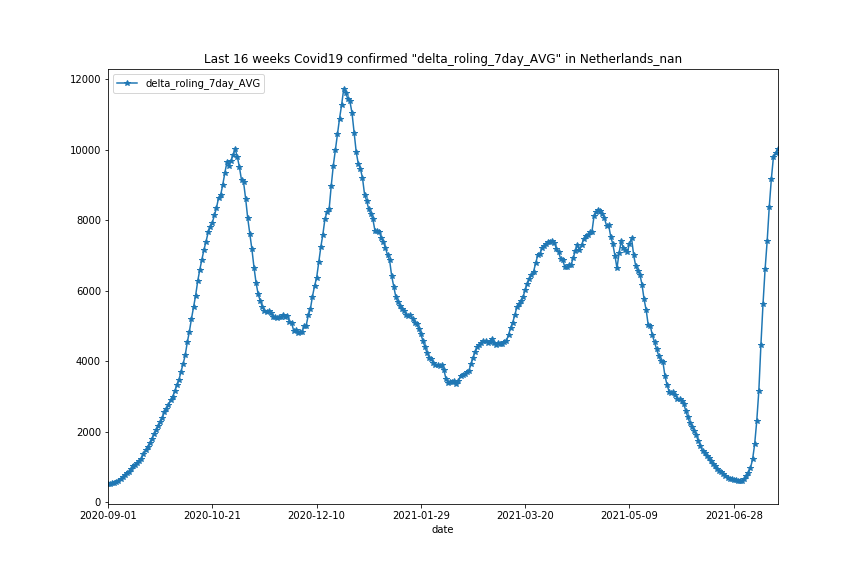 Last 16 weeks Covid19 confirmed "delta_roling_7day_AVG" in Netherlands_nan
delta_roling_7day_AVG
12000
10000
8000
6000
4000
2000
0
2020-09-01 2020-10-21 2020-12-10 2021-01-29 2021-03-20 2021-05-09 2021-06-28
date